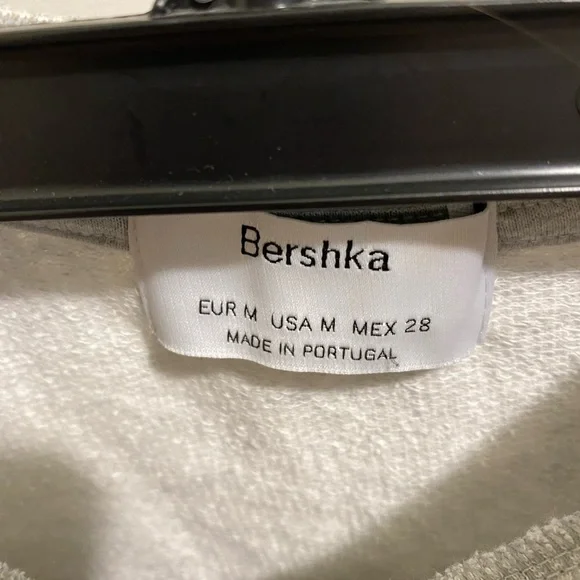 Bershka
EUR M USA M MEX 28
MADE IN PORTUGAL